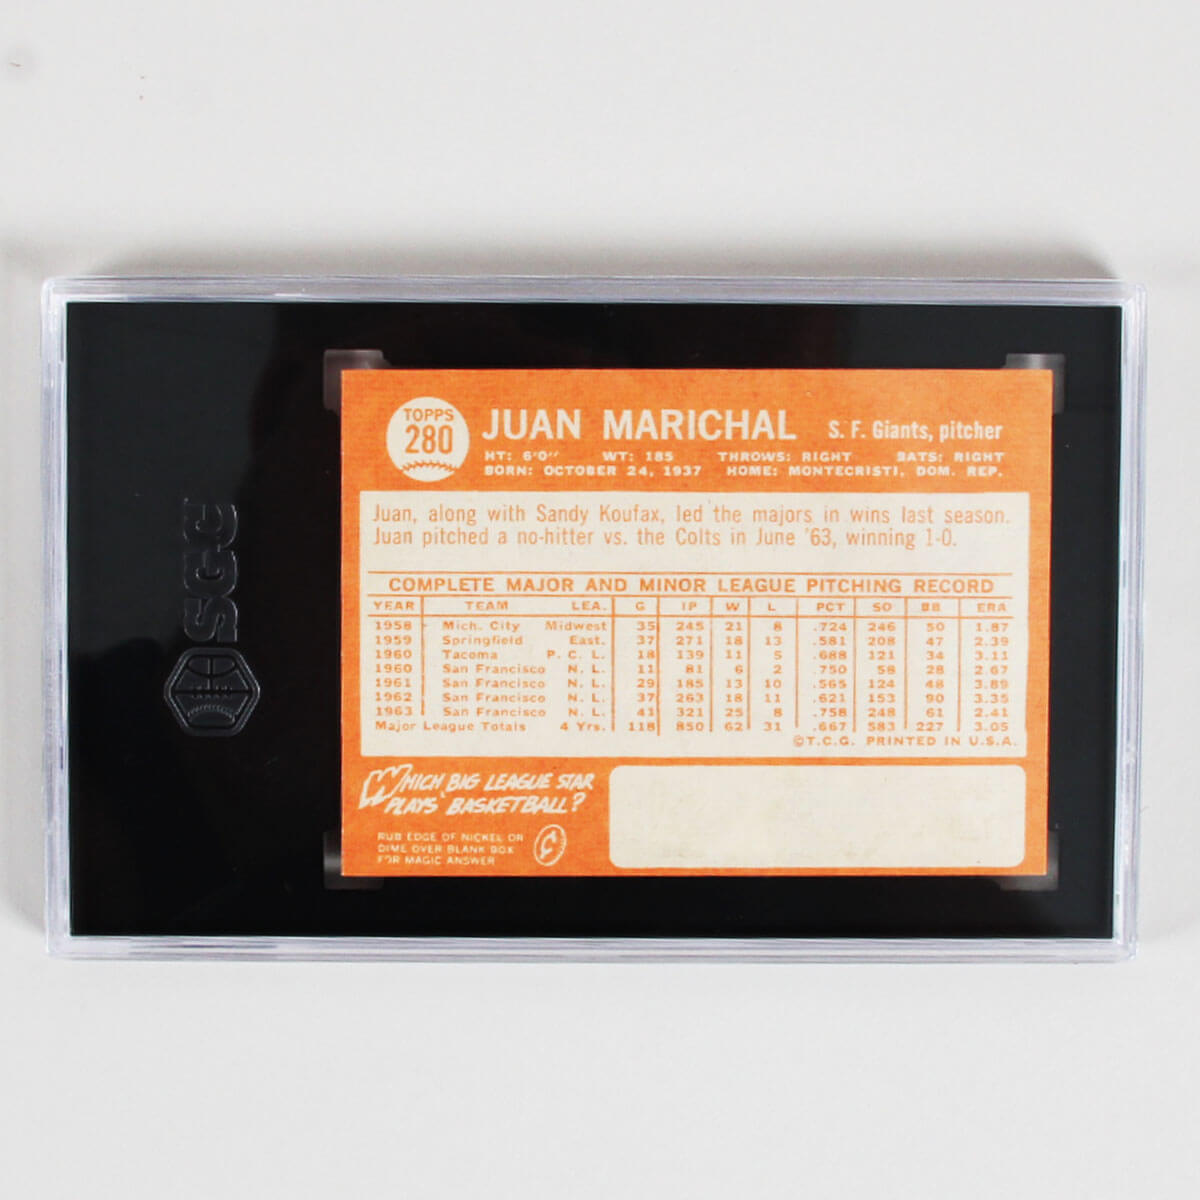 SGC
TOPPS
280
JUAN MARICHAL S. F. Giants, pitcher
HT: 6'0" WT: 185 THROWS: RIGHT BATS: RIGHT
BORN: OCTOBER 24, 1937 HOME: MONTECRISTI, DOM. REP.
Juan, along with Sandy Koufax, led the majors in wins last season.
Juan pitched a no-hitter vs. the Colts in June '63, winning 1-0.
COMPLETE MAJOR AND MINOR LEAGUE PITCHING RECORD
YEAR TEAM LEA. G IP W L PCT SO BB ERA
1958 Mich. City Midwest 35 245 21 8 .724 246 50 1.87
1959 Springfield East. 37 271 18 13 .581 208 47 2.39
1960 Tacoma P. C. L. 18 139 11 5 .688 121 34 3.11
1960 San Francisco N. L. 11 81 6 2 .750 58 28 2.67
1961 San Francisco N. L. 29 185 13 10 .565 124 48 3.89
1962 San Francisco N. L. 37 263 18 11 .621 153 90 3.35
1963 San Francisco N. L. 41 321 25 8 .758 248 61 2.41
Major League Totals 4 Yrs. 118 850 62 31 .667 583 227 3.05
©T.C.G. PRINTED IN U.S.A.
WHICH BIG LEAGUE STAR
PLAYS BASKETBALL?
RUB EDGE OF NICKEL OR
DIME OVER BLANK BOX
FOR MAGIC ANSWER